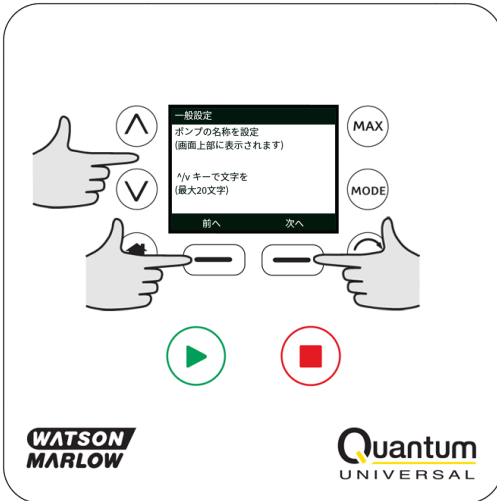 一般設定
ポンプの名称を設定
(画面上部に表示されます)
^/v キーで文字を
(最大20文字)
前へ
次へ
MAX
MODE
WATSON
MARLOW
Quantum
UNIVERSAL